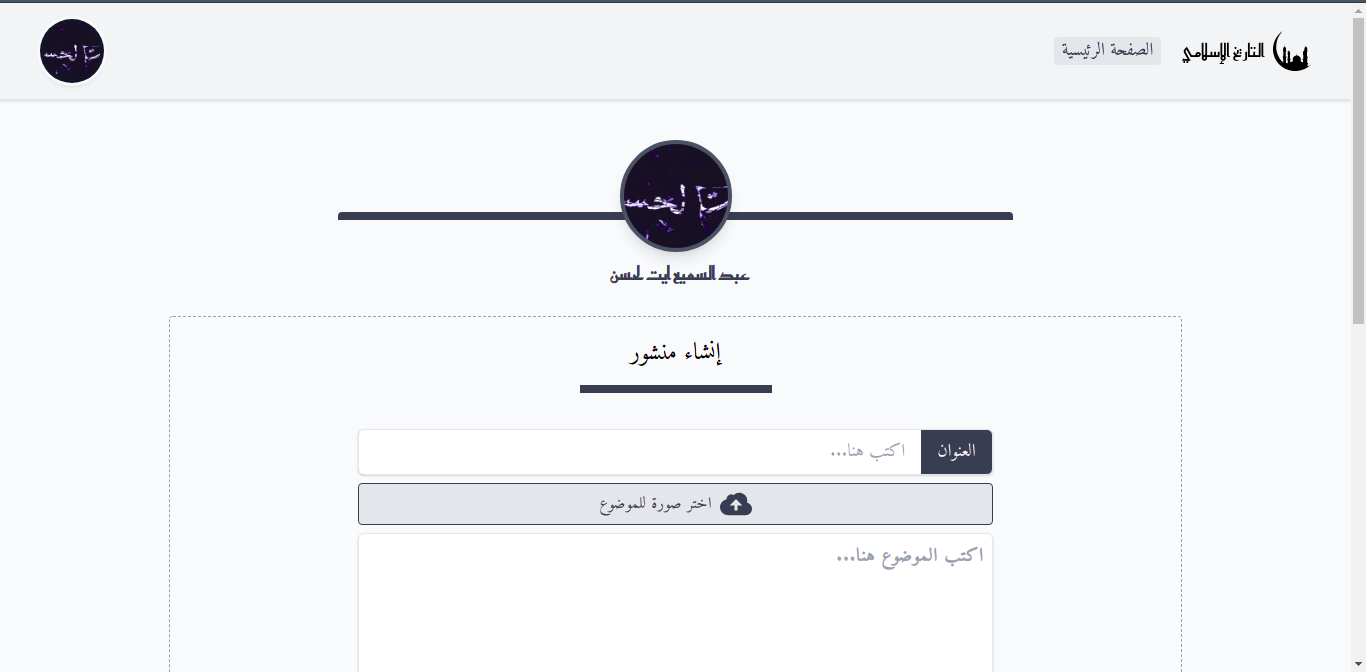 التاريخ الإسلامي
الصفحة الرئيسية
عبد السميع ايت لحسن
إنشاء منشور
العنوان
اكتب هنا...
اختر صورة للموضوع
اكتب الموضوع هنا...